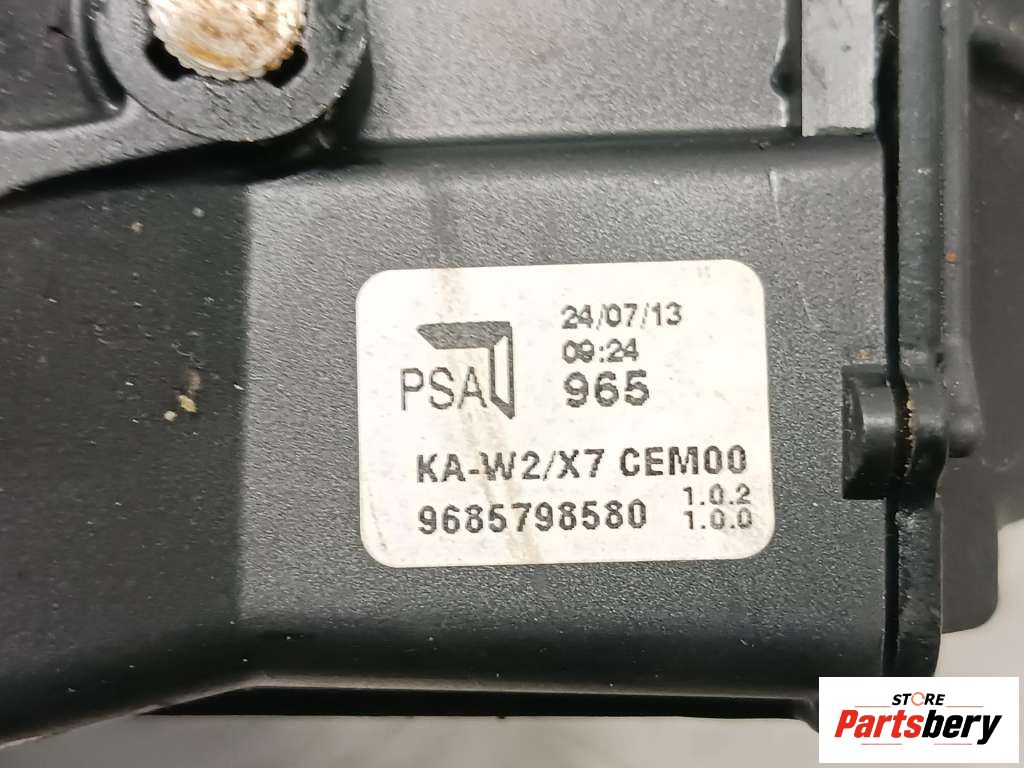 24/07/13
09:24
PSA 965
KA-W2/X7 CEM00
9685798580 1.0.2
1.0.0
STORE
Partsbery